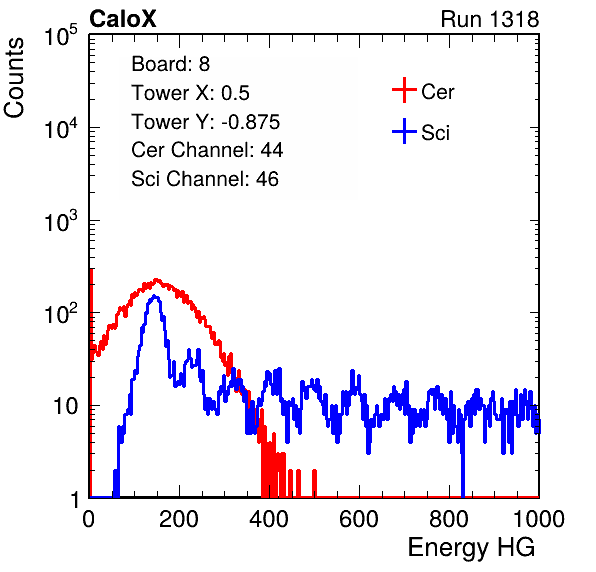 CaloX Run 1318
Counts
Board: 8
Tower X: 0.5
Tower Y: -0.875
Cer Channel: 44
Sci Channel: 46
Cer
Sci
10^5
10^4
10^3
10^2
10
1
0 200 400 600 800 1000
Energy HG